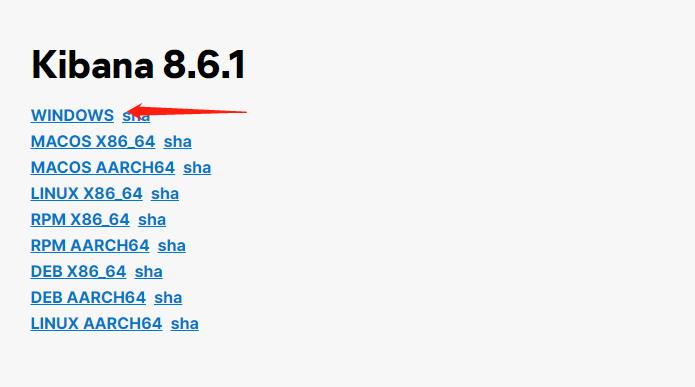 Kibana 8.6.1
WINDOWS sha
MACOS X86_64 sha
MACOS AARCH64 sha
LINUX X86_64 sha
RPM X86_64 sha
RPM AARCH64 sha
DEB X86_64 sha
DEB AARCH64 sha
LINUX AARCH64 sha